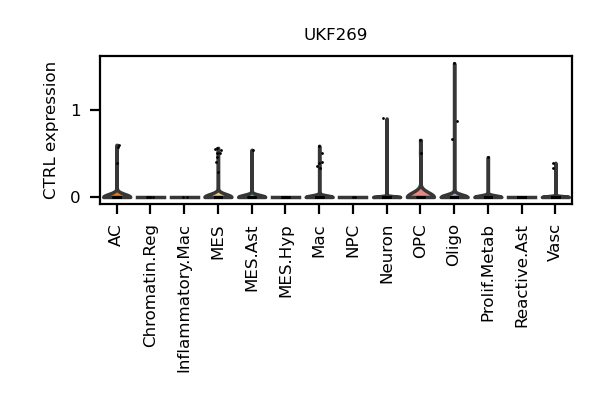 UKF269
CTRL expression
1
0
AC
Chromatin.Reg
Inflammatory.Mac
MES
MES.Ast
MES.Hyp
Mac
NPC
Neuron
OPC
Oligo
Prolif.Metab
Reactive.Ast
Vasc